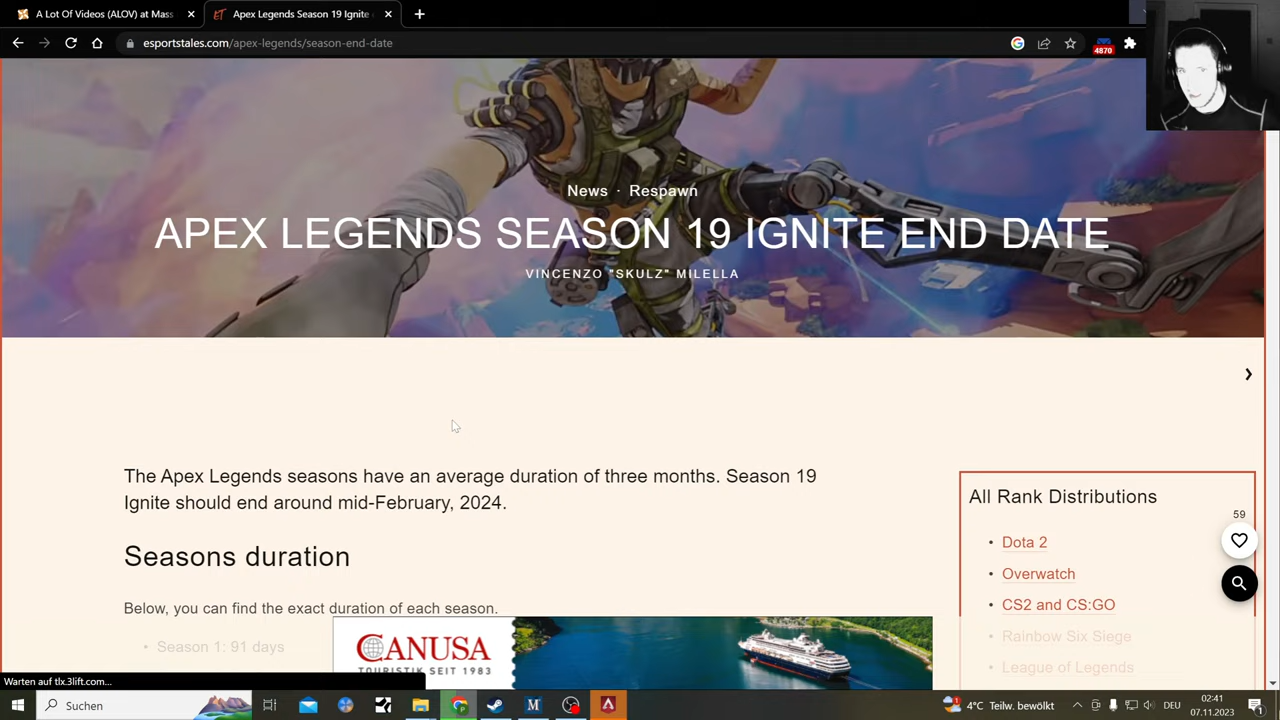 A Lot Of Videos (ALOV) at Mass
Apex Legends Season 19 Ignite
esportstales.com/apex-legends/season-end-date
4870
News · Respawn
APEX LEGENDS SEASON 19 IGNITE END DATE
VINCENZO "SKULZ" MILELLA
The Apex Legends seasons have an average duration of three months. Season 19
Ignite should end around mid-February, 2024.
Seasons duration
Below, you can find the exact duration of each season.
• Season 1: 91 days
All Rank Distributions
• Dota 2
• Overwatch
• CS2 and CS:GO
Rainbow Six Siege
League of Legends
59
CANUSA
TOURISTIK SEIT 1983
Warten auf tlx.3lift.com...
Suchen
4°C Teilw. bewölkt
DEU
02:41
07.11.2023